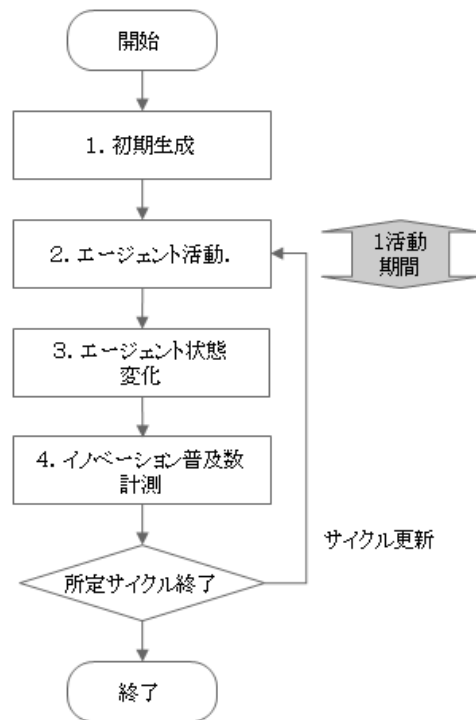 開始
1. 初期生成
2. エージェント活動.
1活動
期間
3. エージェント状態
変化
4. イノベーション普及数
計測
サイクル更新
所定サイクル終了
終了